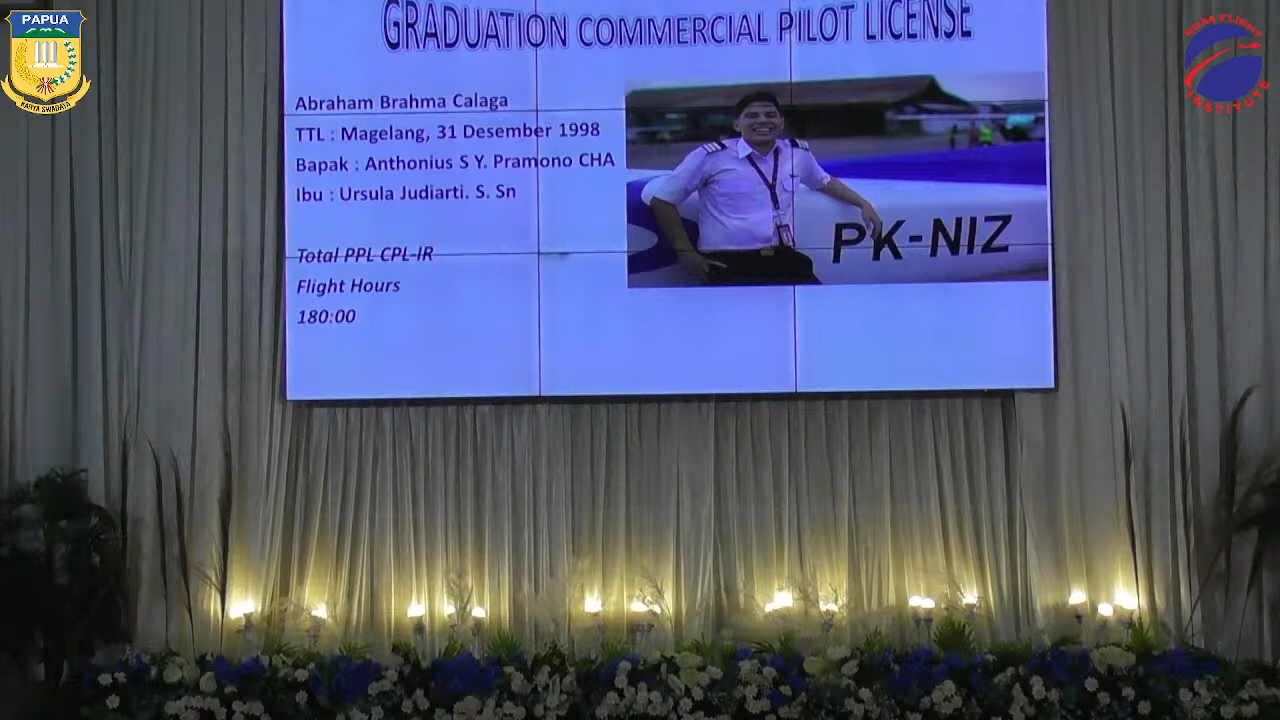 PAPUA
KARYA SWADAYA
GRADUATION COMMERCIAL PILOT LICENSE
Abraham Brahma Calaga
TTL : Magelang, 31 Desember 1998
Bapak : Anthonius S Y. Pramono CHA
Ibu : Ursula Judiarti. S. Sn
Total PPL CPL-IR
Flight Hours
180:00
PK-NIZ
FLIGHT
INSTITUTE